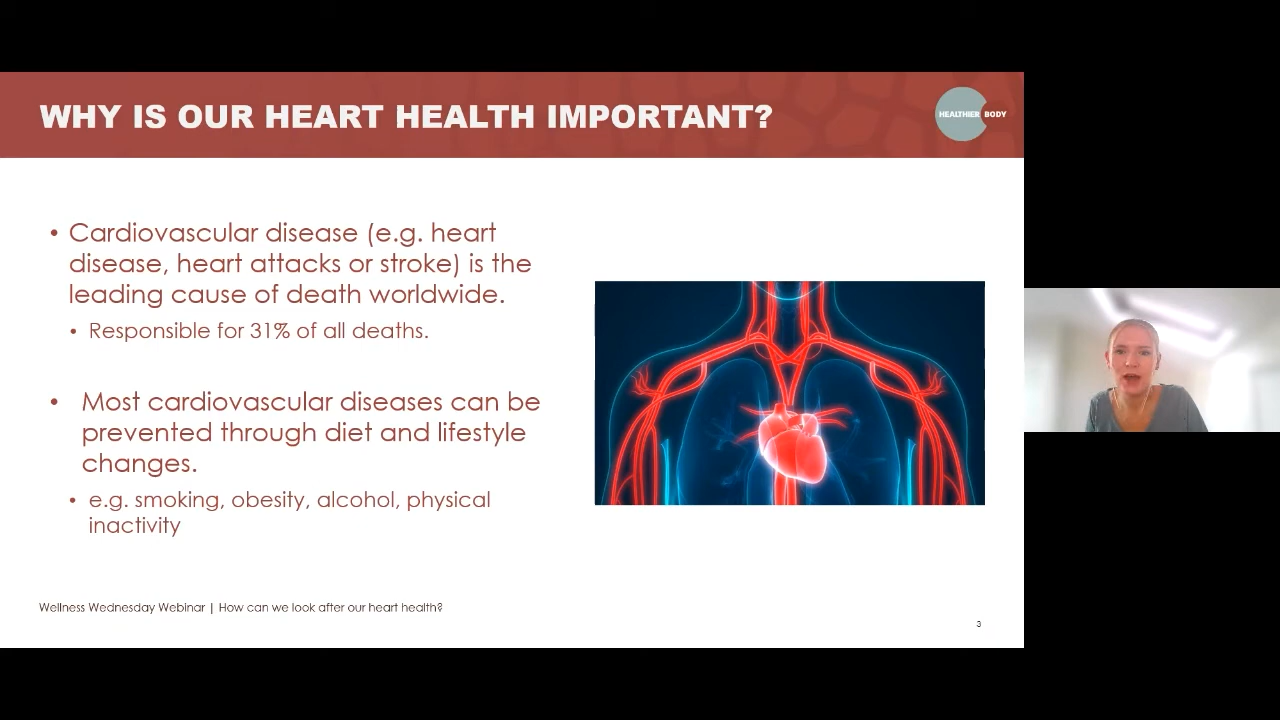 WHY IS OUR HEART HEALTH IMPORTANT?
HEALTHIER BODY
• Cardiovascular disease (e.g. heart
disease, heart attacks or stroke) is the
leading cause of death worldwide.
• Responsible for 31% of all deaths.
• Most cardiovascular diseases can be
prevented through diet and lifestyle
changes.
• e.g. smoking, obesity, alcohol, physical
inactivity
Wellness Wednesday Webinar | How can we look after our heart health?
3